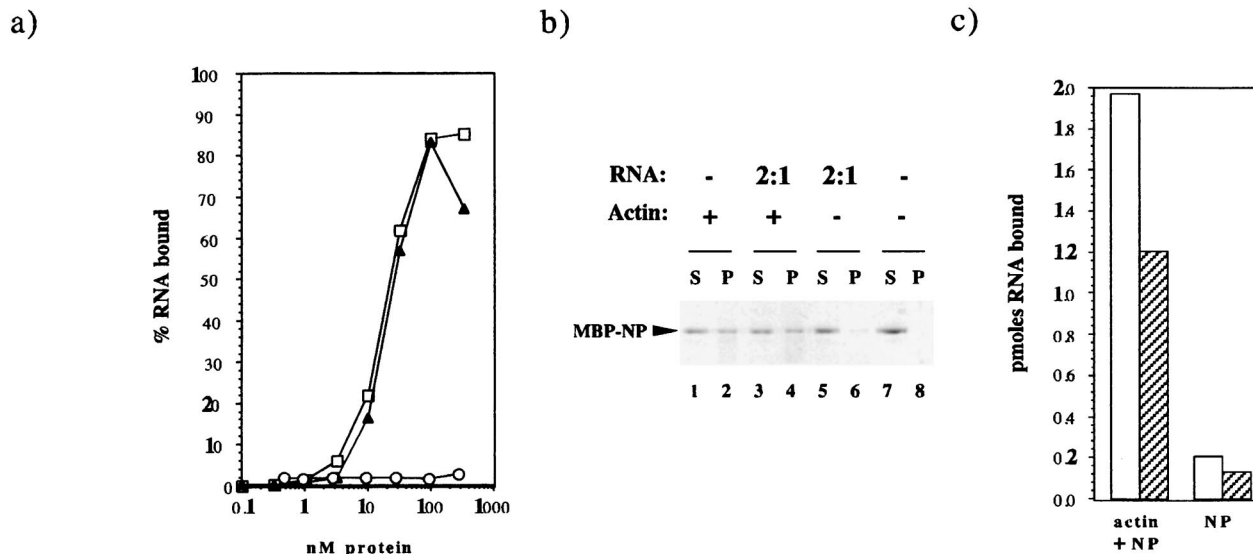 a)
100
90
80
70
60
50
40
30
20
10
0
0.1
1
10
100
1000
% RNA bound
nM protein
b)
RNA: - 2:1 2:1 -
Actin: + + - -
S P S P S P S P
MBP-NP
1 2 3 4 5 6 7 8
c)
2.0
1.8
1.6
1.4
1.2
1.0
0.8
0.6
0.4
0.2
0.0
pmoles RNA bound
actin
+ NP
NP